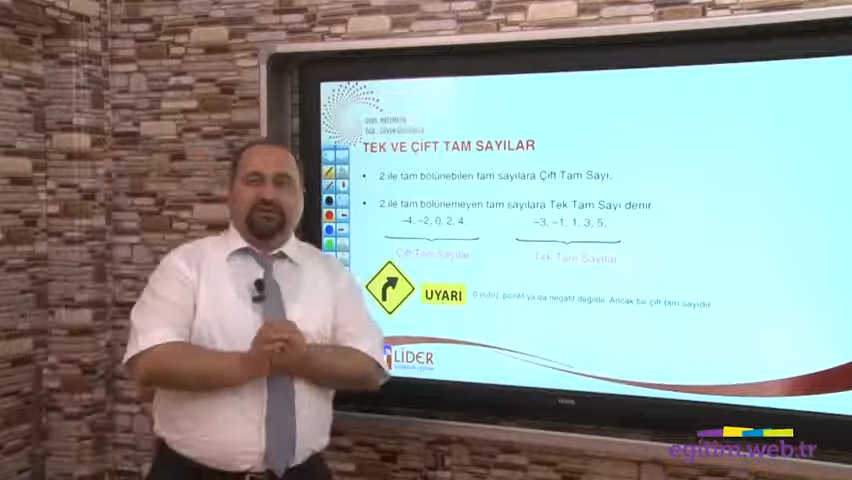 TEK VE ÇİFT TAM SAYILAR
• 2 ile tam bölünebilen tam sayılara Çift Tam Sayı,
• 2 ile tam bölünemeyen tam sayılara Tek Tam Sayı denir
–4, –2, 0, 2, 4, –3, –1, 1, 3, 5,
Çift Tam Sayılar Tek Tam Sayılar
UYARI 0 (sıfır), pozitif ya da negatif değildir. Ancak bir çift tam sayıdır.
LİDER
egitim.web.tr